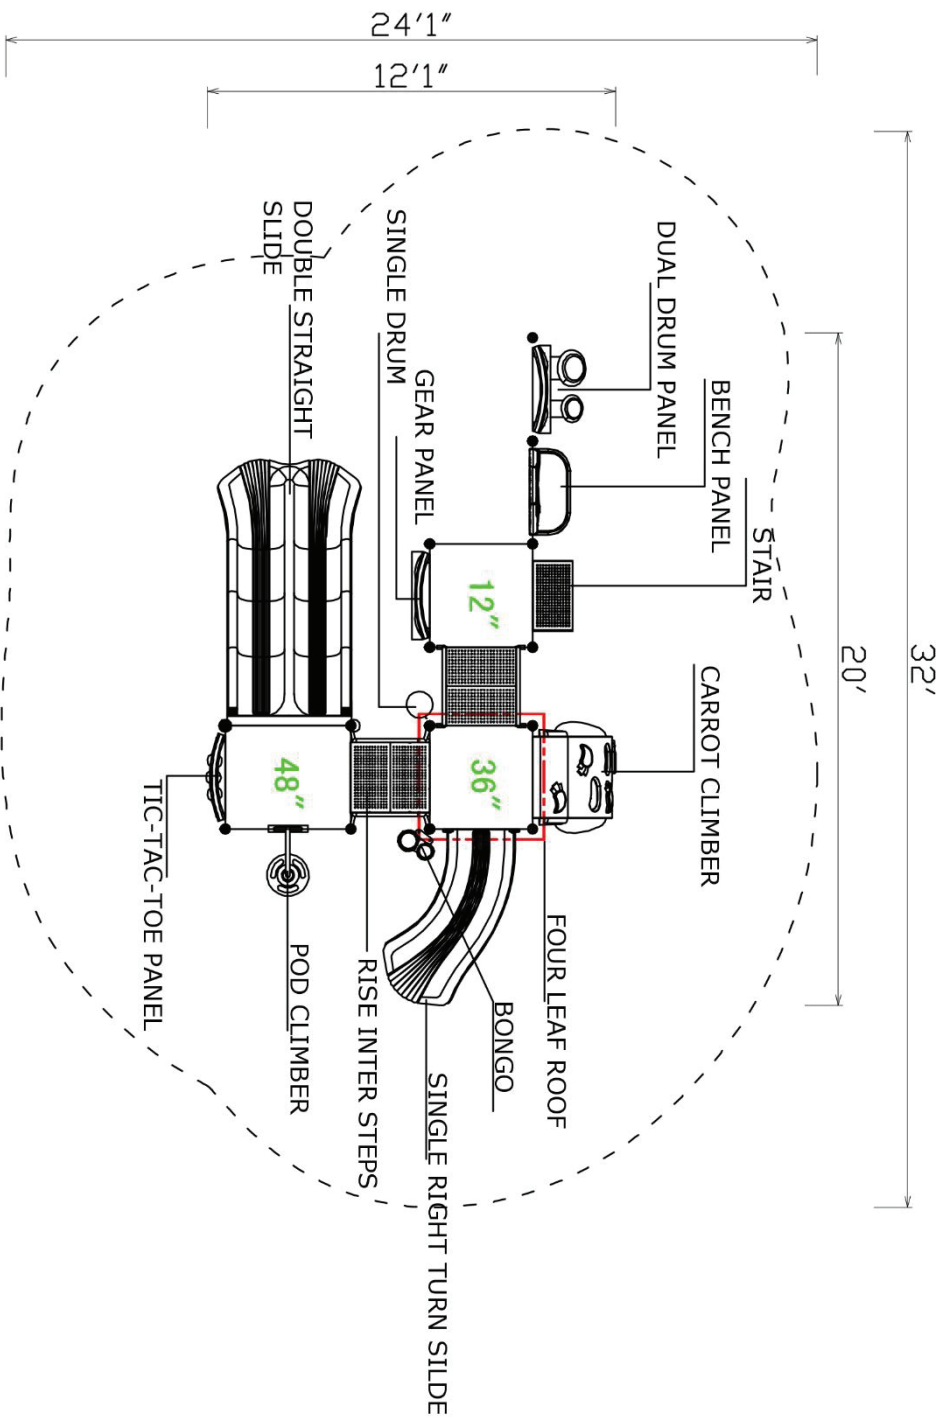 24'1"
12'1"
32'
20'
DUAL DRUM PANEL
BENCH PANEL
STAIR
CARROT CLIMBER
FOUR LEAF ROOF
BONGO
SINGLE RIGHT TURN SILDE
RISE INTER STEPS
POD CLIMBER
TIC-TAC-TOE PANEL
DOUBLE STRAIGHT
SLIDE
SINGLE DRUM
GEAR PANEL
12"
36"
48"